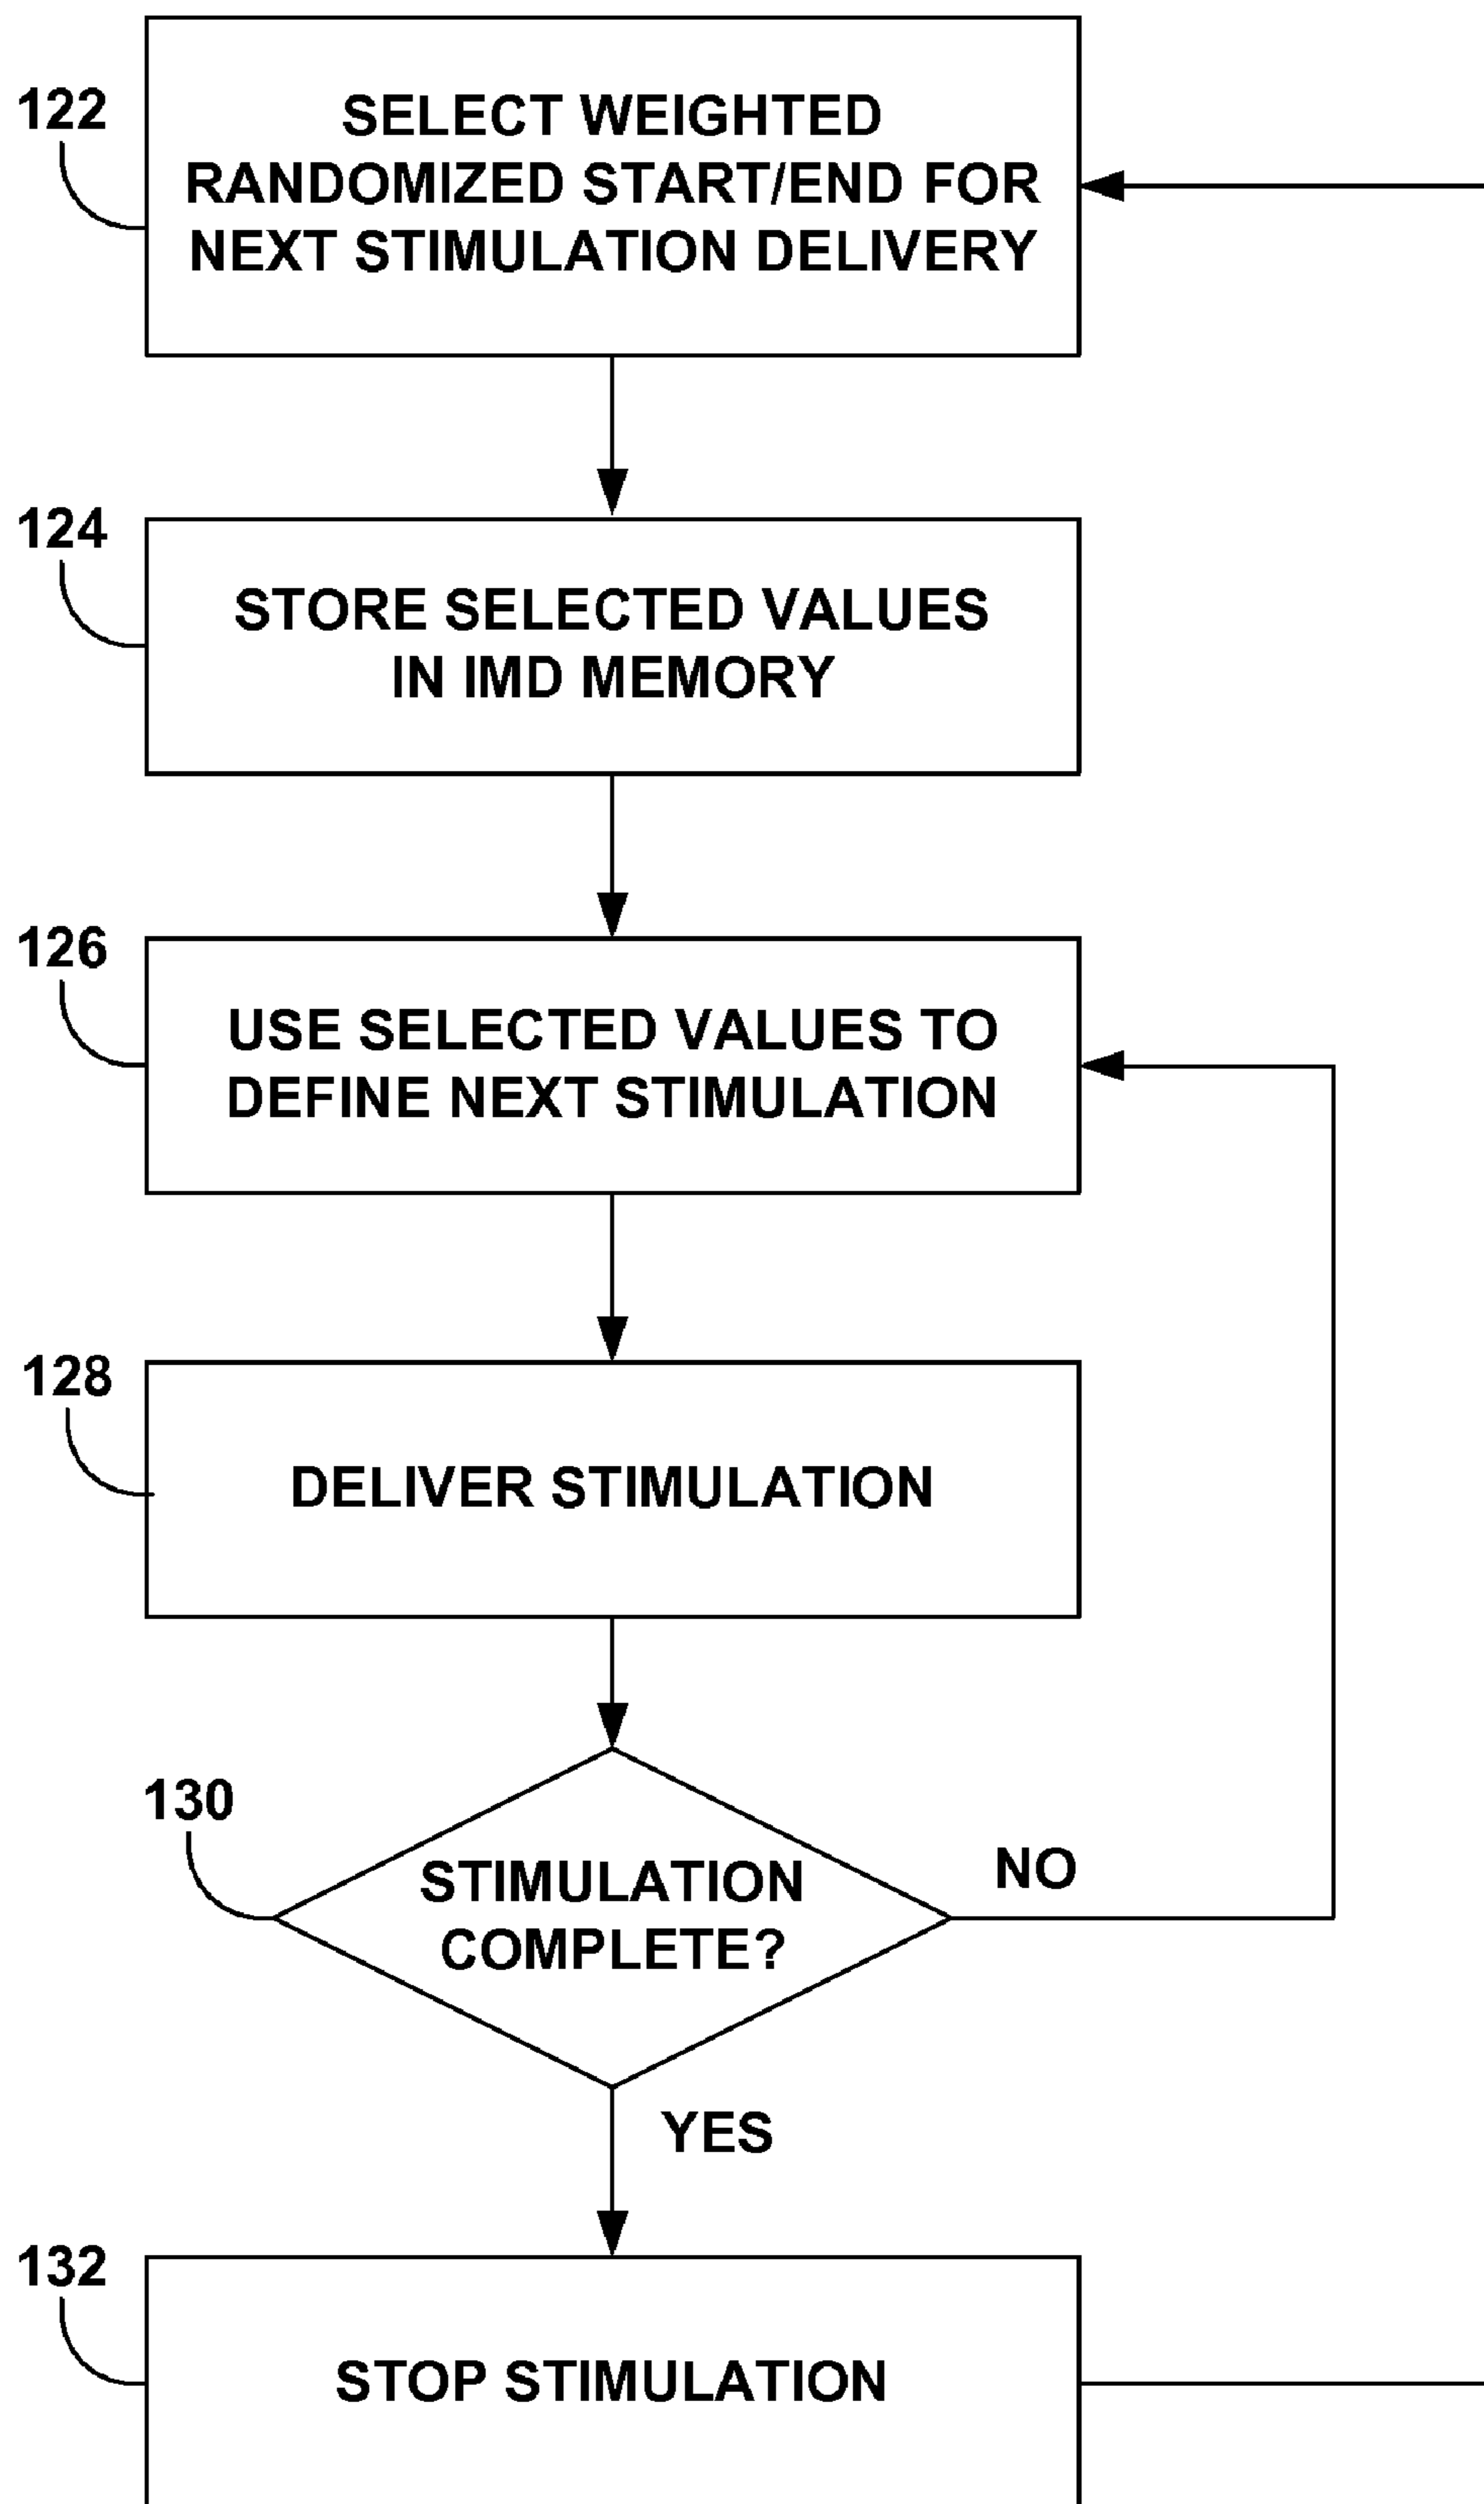 122
SELECT WEIGHTED
RANDOMIZED START/END FOR
NEXT STIMULATION DELIVERY
124
STORE SELECTED VALUES
IN IMD MEMORY
126
USE SELECTED VALUES TO
DEFINE NEXT STIMULATION
128
DELIVER STIMULATION
130
STIMULATION
COMPLETE?
NO
YES
132
STOP STIMULATION